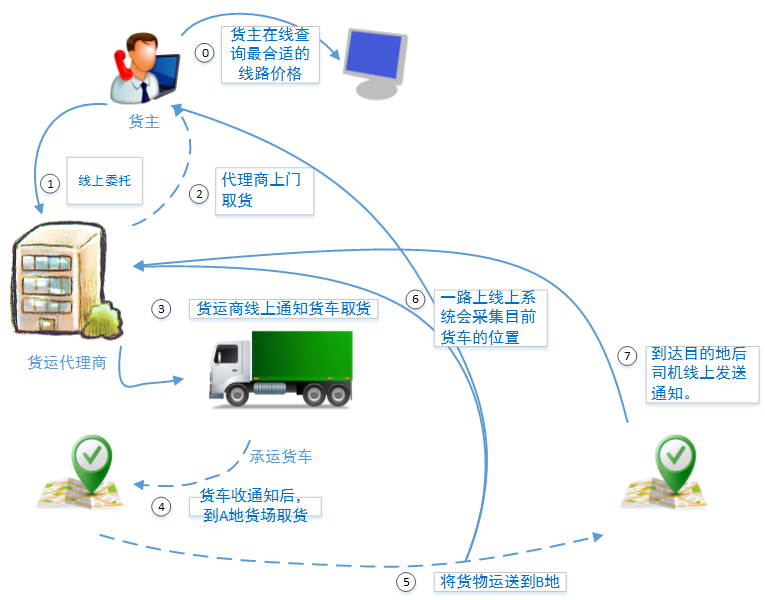 0
货主在线查
询最合适的
线路价格
货主
1
线上委托
2
代理商上门
取货
3
货运商线上通知货车取货
6
一路上线上系
统会采集目前
货车的位置
7
到达目的地后
司机线上发送
通知。
货运代理商
承运货车
4
货车收通知后，
到A地货场取货
5
将货物运送到B地